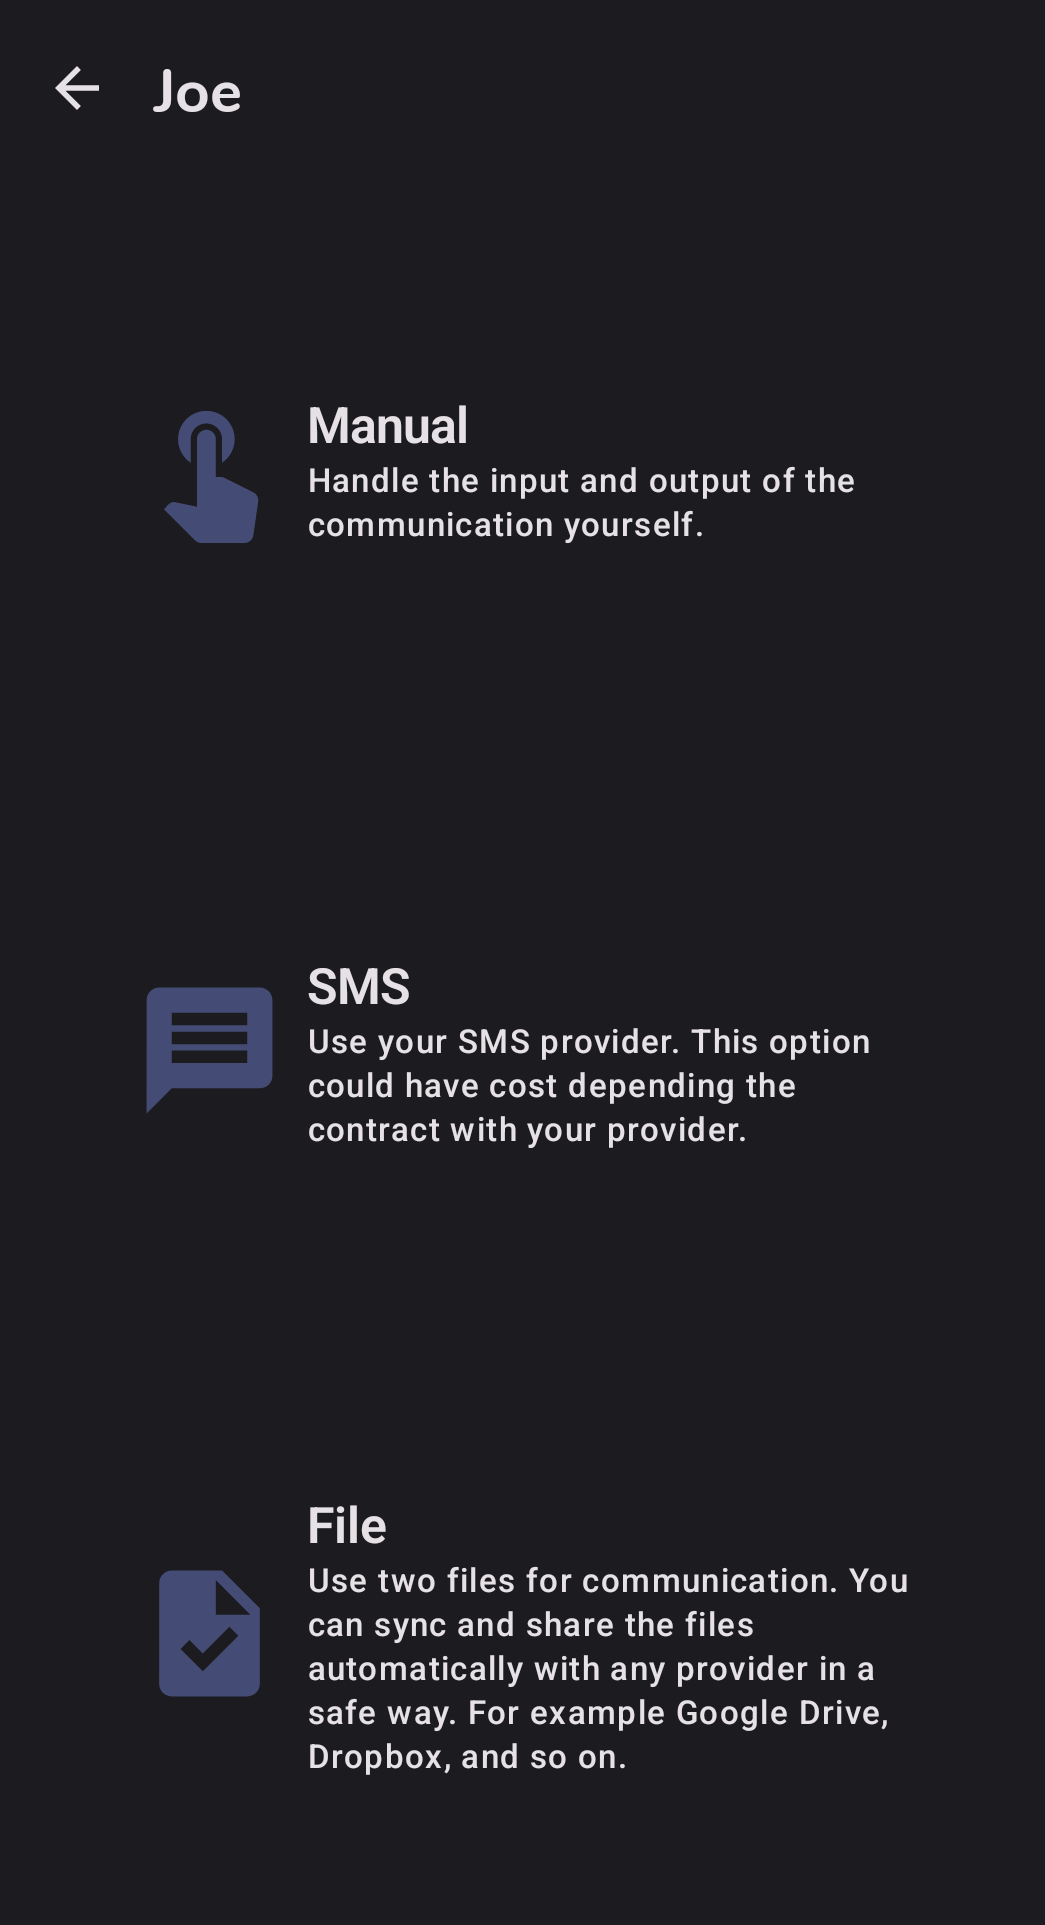 Joe
Manual
Handle the input and output of the
communication yourself.
SMS
Use your SMS provider. This option
could have cost depending the
contract with your provider.
File
Use two files for communication. You
can sync and share the files
automatically with any provider in a
safe way. For example Google Drive,
Dropbox, and so on.